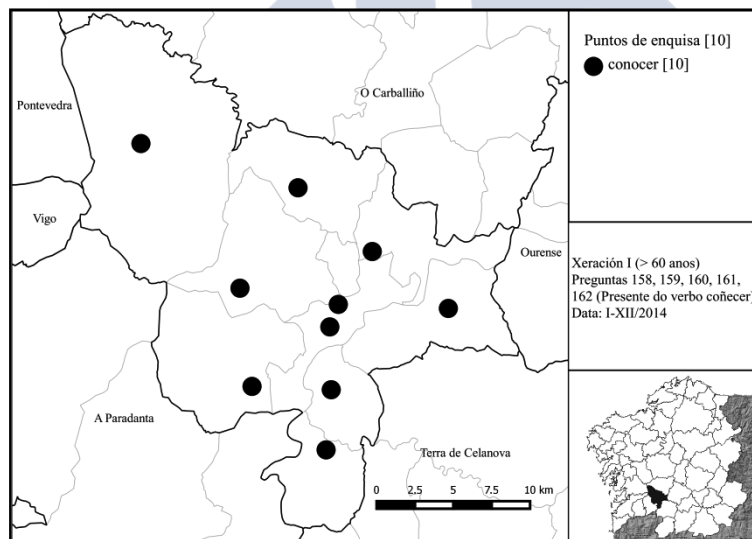 Pontevedra
O Carballiño
Vigo
Ourense
A Paradanta
Terra de Celanova
0 2,5 5 7.5 10 km
Puntos de enquisa [10]
conocer [10]
Xeración I (> 60 anos)
Preguntas 158, 159, 160, 161,
162 (Presente do verbo coñecer)
Data: I-XII/2014